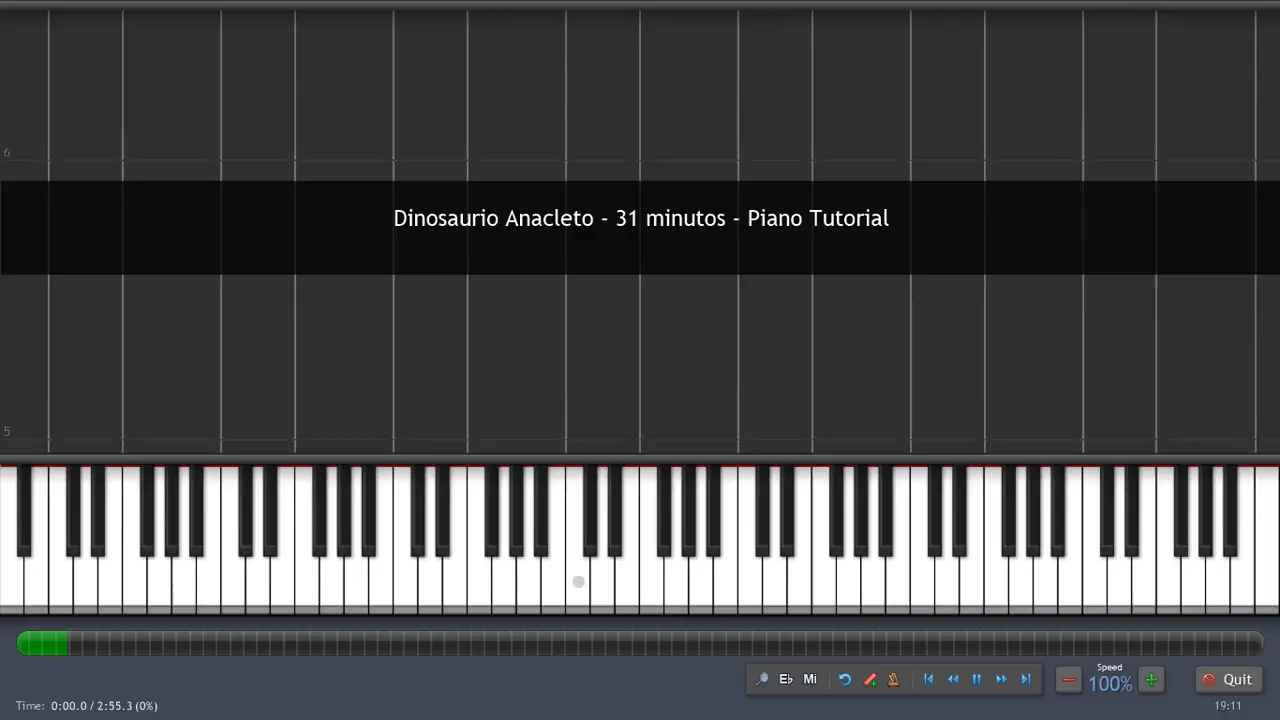 6
Dinosaurio Anacleto - 31 minutos - Piano Tutorial
5
Speed
E♭ Mi 100% Quit
Time: 0:00.0 / 2:55.3 (0%) 19:11